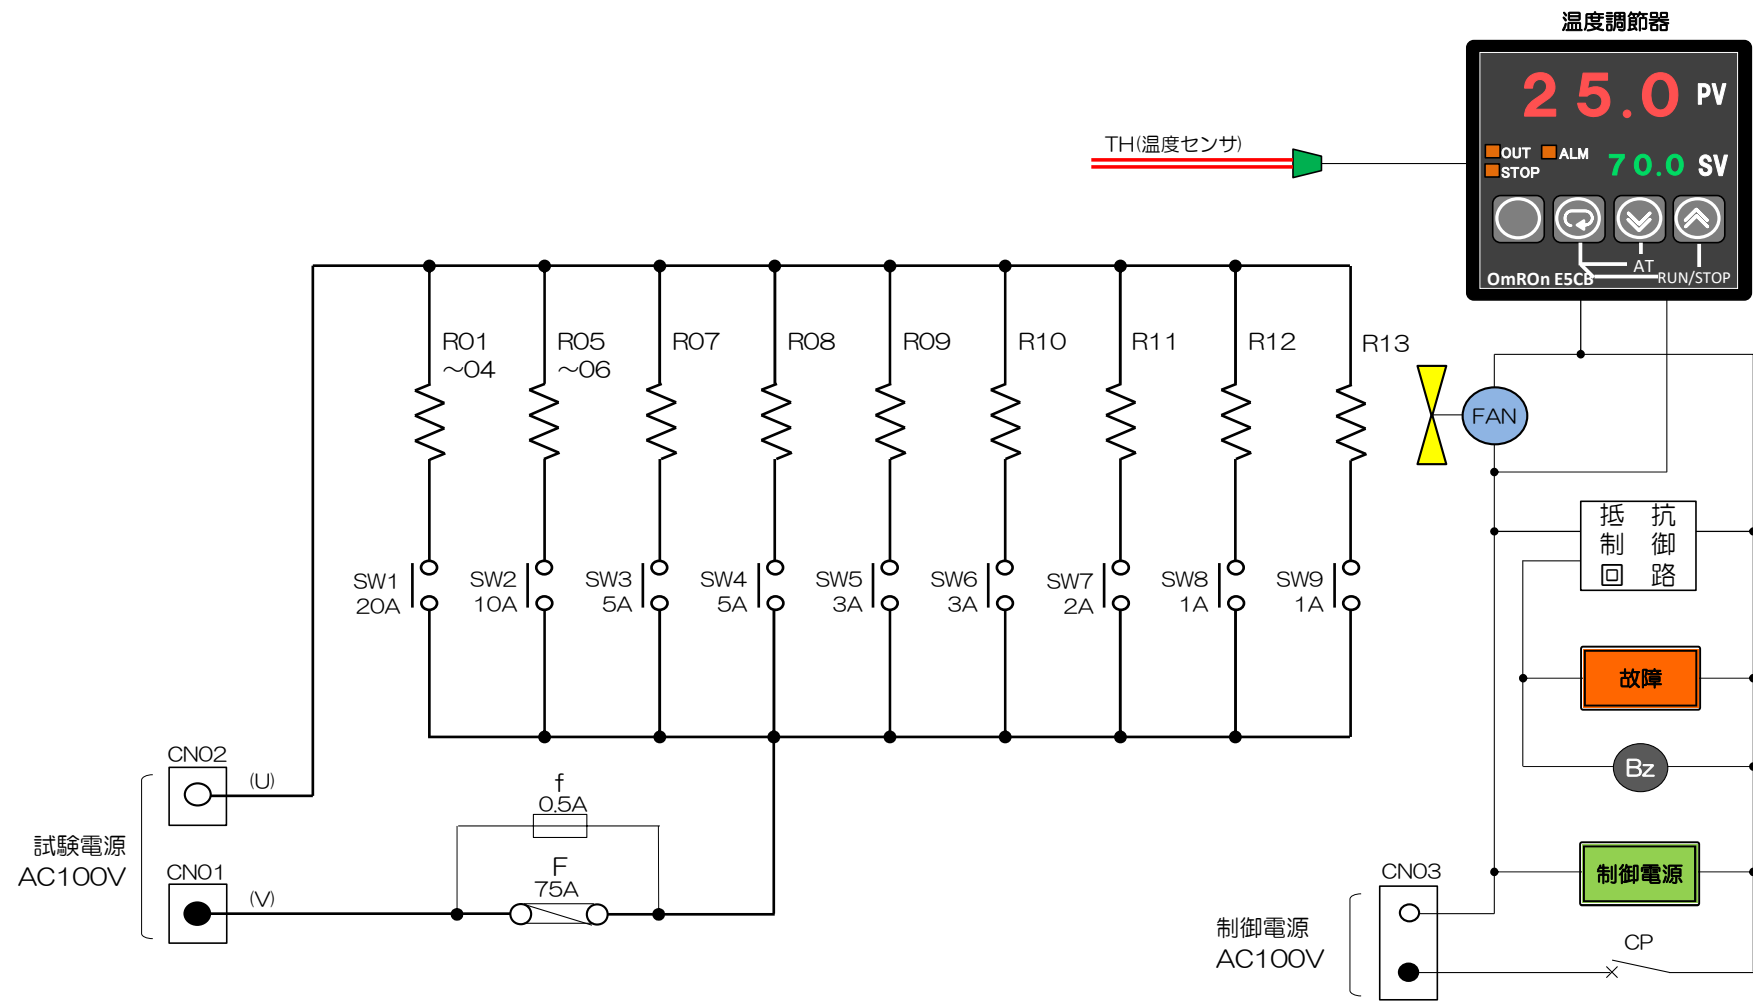 温度調節器
25.0 PV
OUT ALM
STOP
70.0 SV
AT
OmROn E5CB
RUN/STOP
TH(温度センサ)
R01
～04
R05
～06
R07
R08
R09
R10
R11
R12
R13
FAN
SW1
20A
SW2
10A
SW3
5A
SW4
5A
SW5
3A
SW6
3A
SW7
2A
SW8
1A
SW9
1A
抵 抗
制 御
回 路
故障
Bz
制御電源
CN02
(U)
試験電源
AC100V
CN01
(V)
f
0.5A
F
75A
CN03
制御電源
AC100V
CP